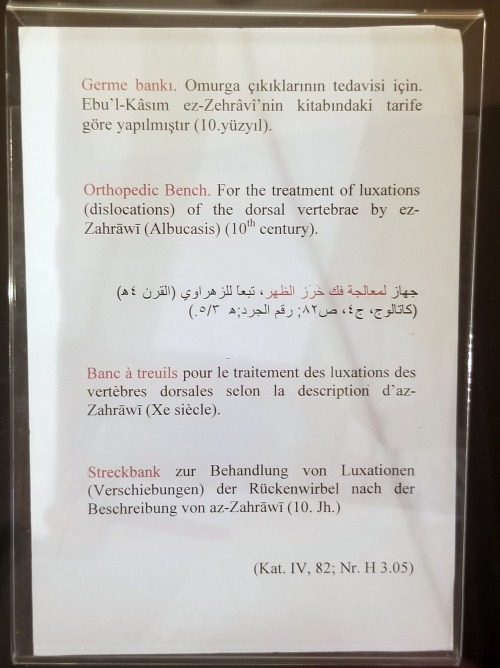 Germe bankı. Omurga çıkıklarının tedavisi için.
Ebu'l-Kâsım ez-Zehrâvî'nin kitabındaki tarife
göre yapılmıştır (10.yüzyıl).
Orthopedic Bench. For the treatment of luxations
(dislocations) of the dorsal vertebrae by ez-
Zahrāwī (Albucasis) (10th century).
جهاز لمعالجة فك خَرَز الظهر، تبعاً للزهراوي (القرن ٤ه)
(كاتالوج، ج٤، ص٨٢; رقم الجرد:ه ٥/٣.)
Banc à treuils pour le traitement des luxations des
vertèbres dorsales selon la description d'az-
Zahrāwī (Xe siècle).
Streckbank zur Behandlung von Luxationen
(Verschiebungen) der Rückenwirbel nach der
Beschreibung von az-Zahrāwī (10. Jh.)
(Kat. IV, 82; Nr. H 3.05)